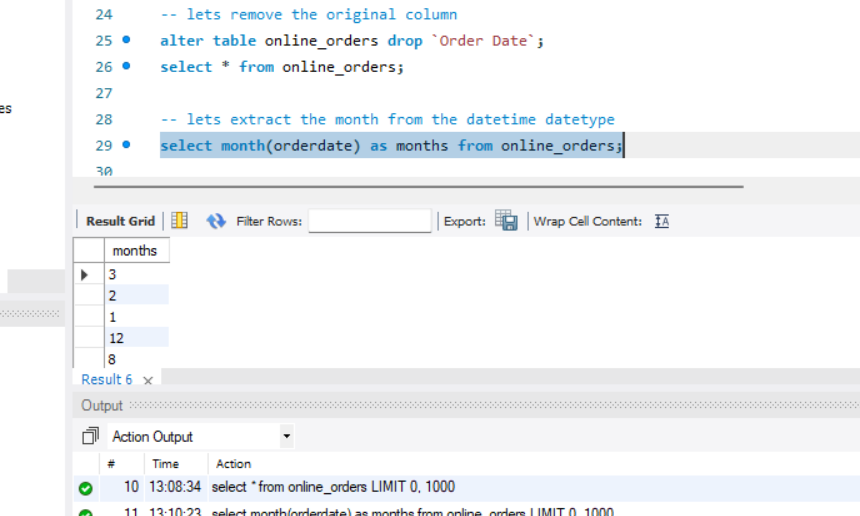 24 -- lets remove the original column
25 alter table online_orders drop `Order Date`;
26 select * from online_orders;
27
es
28 -- lets extract the month from the datetime datetype
29 select month(orderdate) as months from online_orders;
30
Result Grid Filter Rows: Export: Wrap Cell Content: IA
months
3
2
1
12
8
Result 6 ×
Output
Action Output
# Time Action
10 13:08:34 select * from online_orders LIMIT 0, 1000
11 13:10:23 select month(orderdate) as months from online_orders LIMIT 0, 1000